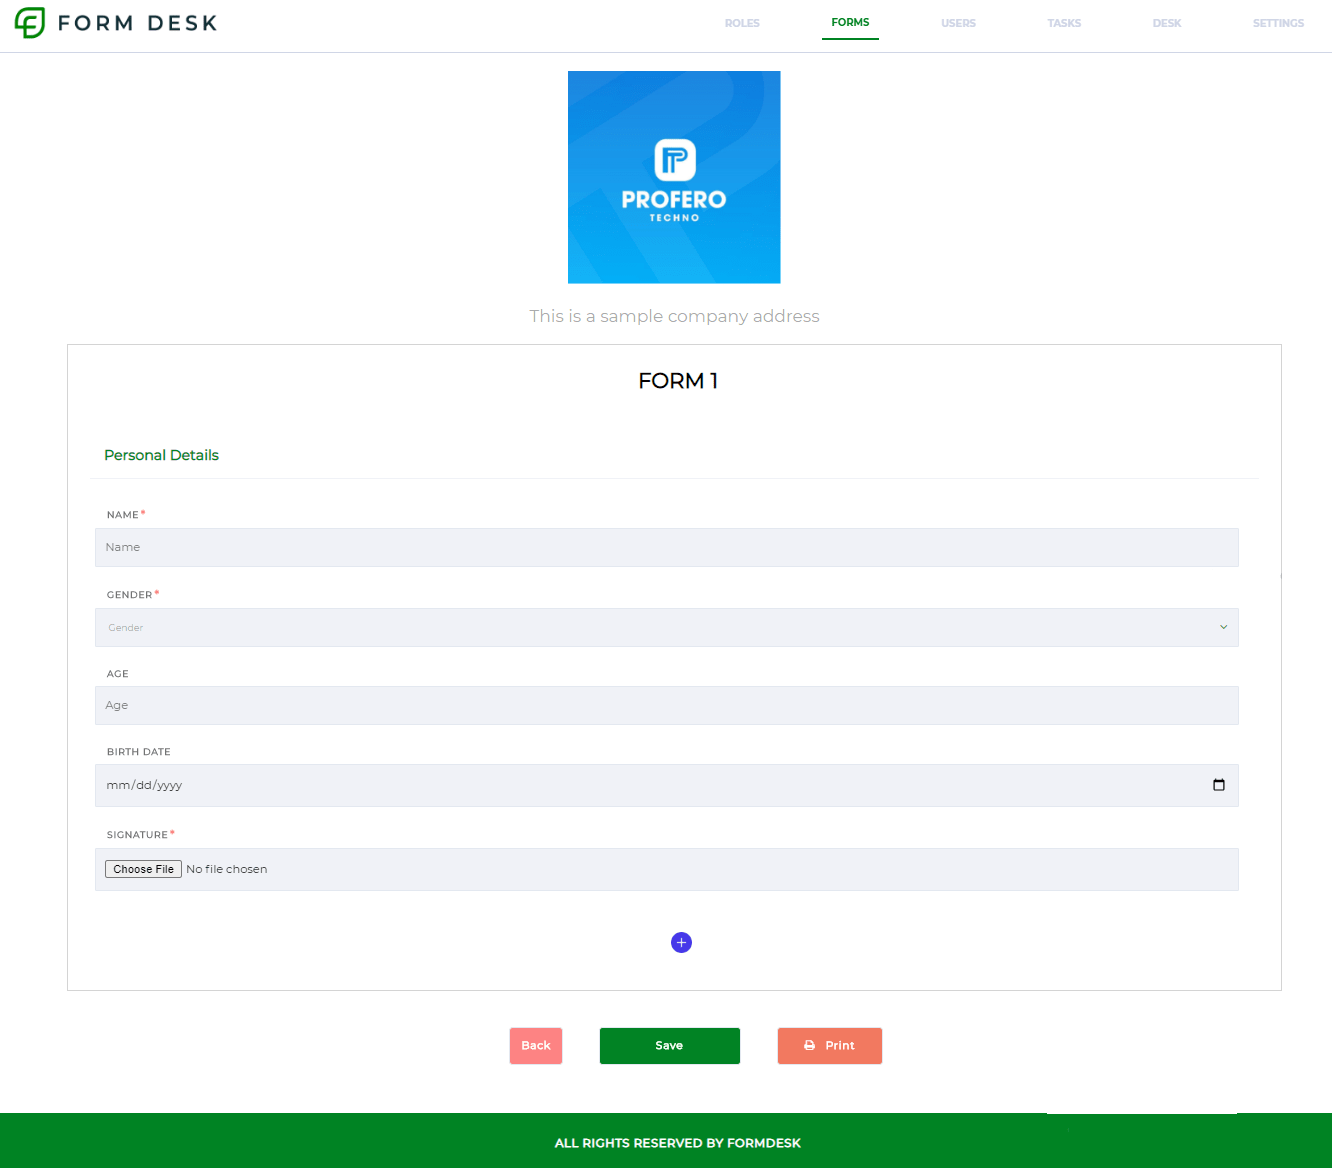 FORM DESK
ROLES FORMS USERS TASKS DESK SETTINGS
PROFERO
TECHNO
This is a sample company address
FORM 1
Personal Details
NAME*
Name
GENDER*
Gender
AGE
Age
BIRTH DATE
mm/dd/yyyy
SIGNATURE*
Choose File No file chosen
Back Save Print
ALL RIGHTS RESERVED BY FORMDESK